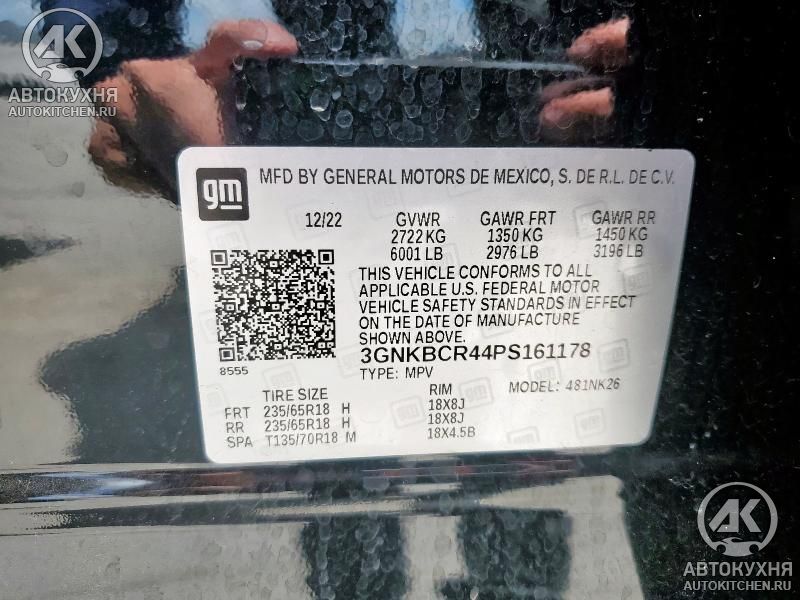 AK
АВТОКУХНЯ
AUTOKITCHEN.RU
gm MFD BY GENERAL MOTORS DE MEXICO, S. DE R.L. DE C.V.
12/22 GVWR GAWR FRT GAWR RR
2722 KG 1350 KG 1450 KG
6001 LB 2976 LB 3196 LB
THIS VEHICLE CONFORMS TO ALL
APPLICABLE U.S. FEDERAL MOTOR
VEHICLE SAFETY STANDARDS IN EFFECT
ON THE DATE OF MANUFACTURE
SHOWN ABOVE.
8555 3GNKBCR44PS161178
TYPE: MPV MODEL: 481NK26
TIRE SIZE RIM
FRT 235/65R18 H 18X8J
RR 235/65R18 H 18X8J
SPA T135/70R18 M 18X4.5B
AK
АВТОКУХНЯ
AUTOKITCHEN.RU